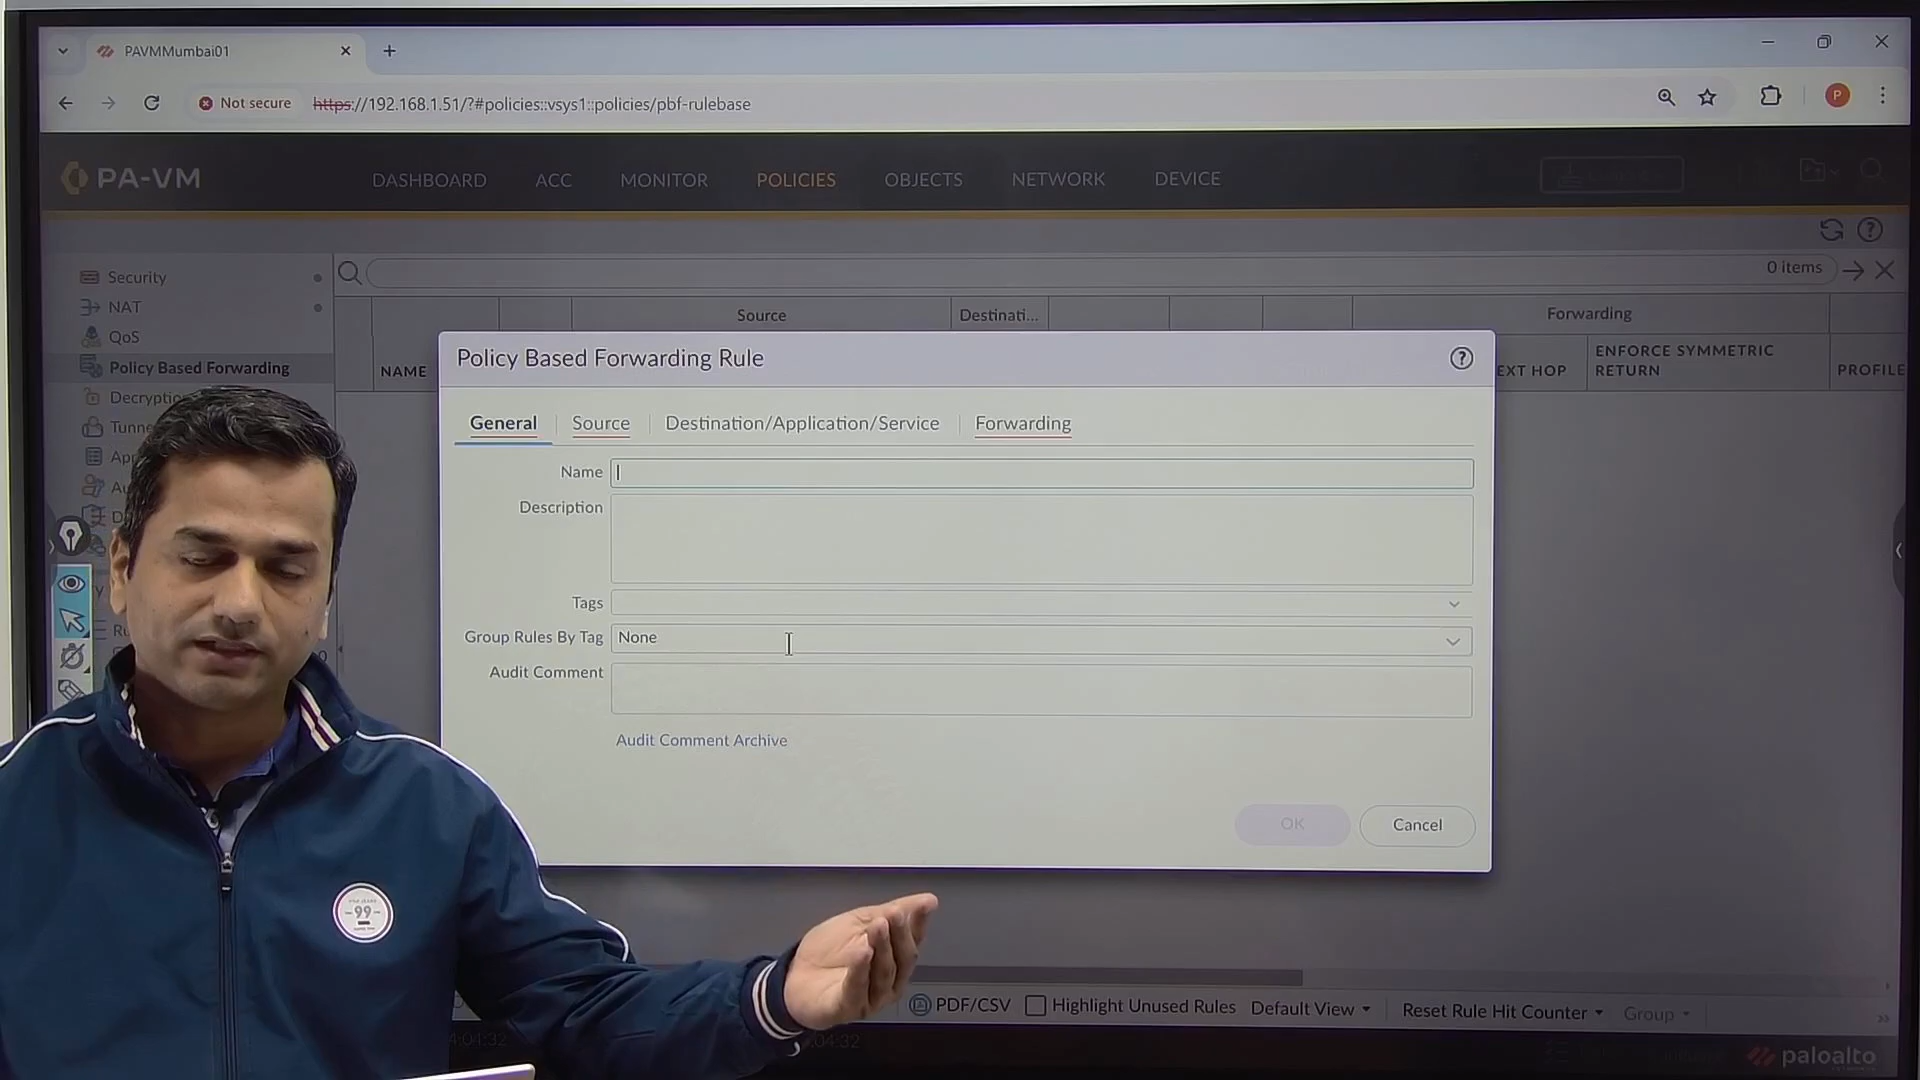 PAVMMumbai01
Not secure
https://192.168.1.51/?#policies::vsys1::policies/pbf-rulebase
P
PA-VM
DASHBOARD
ACC
MONITOR
POLICIES
OBJECTS
NETWORK
DEVICE
Security
NAT
QoS
Policy Based Forwarding
Decryption
0 items
Source
Destinati...
Forwarding
NAME
EXT HOP
ENFORCE SYMMETRIC
RETURN
PROFILE
Policy Based Forwarding Rule
General
Source
Destination/Application/Service
Forwarding
Name
Description
Tags
Group Rules By Tag
None
Audit Comment
Audit Comment Archive
OK
Cancel
-99-
PDF/CSV
Highlight Unused Rules
Default View
Reset Rule Hit Counter
Group
paloalto